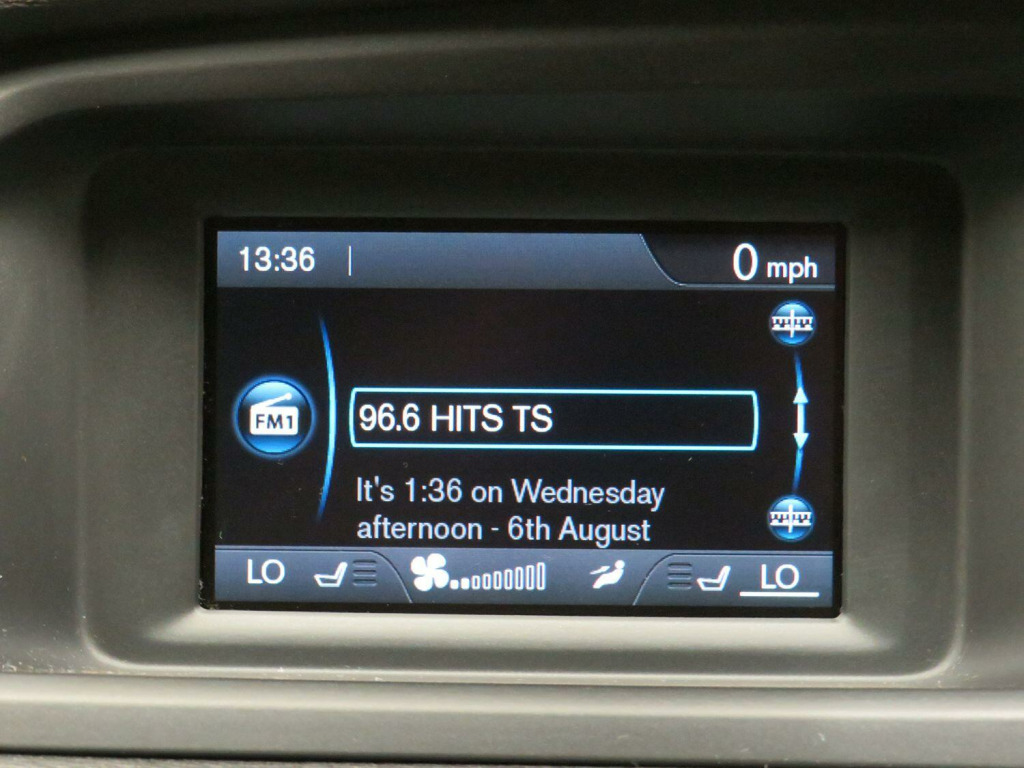 13:36
0 mph
FM1
96.6 HITS TS
It's 1:36 on Wednesday
afternoon - 6th August
LO
LO